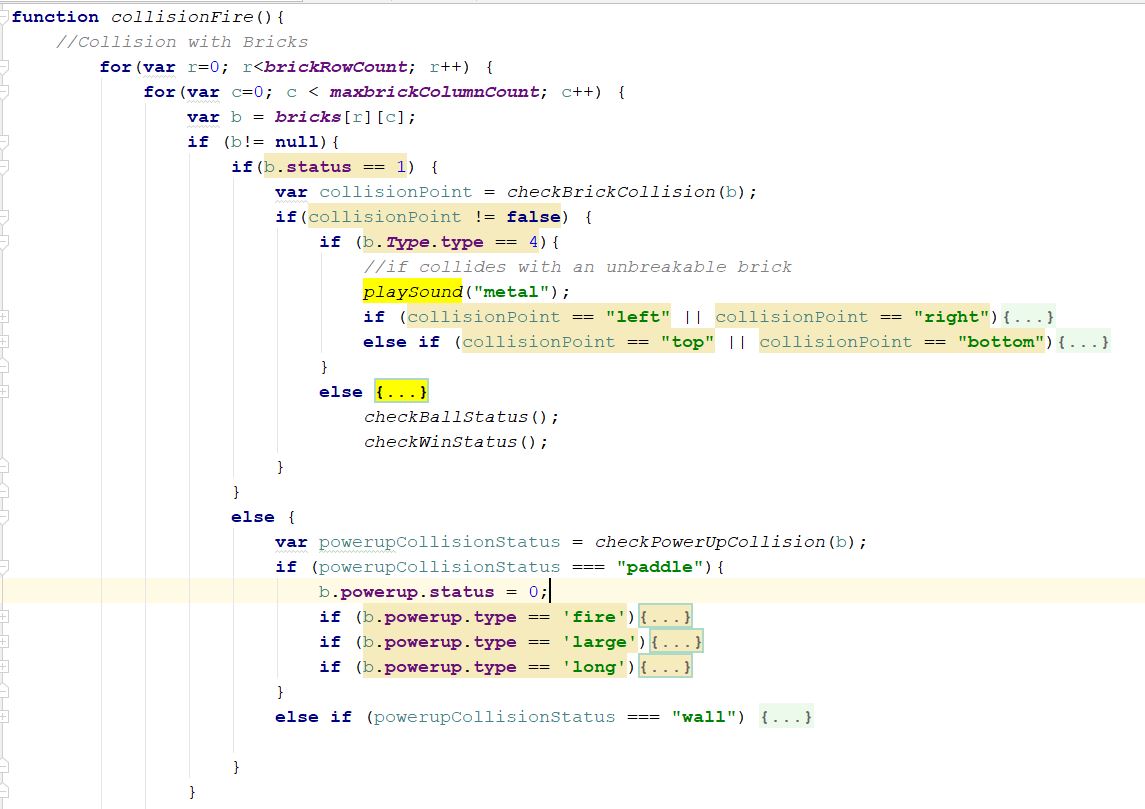 function collisionFire(){
    //Collision with Bricks
        for(var r=0; r<brickRowCount; r++) {
            for(var c=0; c < maxbrickColumnCount; c++) {
                var b = bricks[r][c];
                if (b!= null){
                    if(b.status == 1) {
                        var collisionPoint = checkBrickCollision(b);
                        if(collisionPoint != false) {
                            if (b.Type.type == 4){
                                //if collides with an unbreakable brick
                                playSound("metal");
                                if (collisionPoint == "left" || collisionPoint == "right"){...}
                                else if (collisionPoint == "top" || collisionPoint == "bottom"){...}
                            }
                            else {...}
                                checkBallStatus();
                                checkWinStatus();
                        }
                    }
                    else {
                        var powerupCollisionStatus = checkPowerUpCollision(b);
                        if (powerupCollisionStatus === "paddle"){
                            b.powerup.status = 0;
                            if (b.powerup.type == 'fire'){...}
                            if (b.powerup.type == 'large'){...}
                            if (b.powerup.type == 'long'){...}
                        }
                        else if (powerupCollisionStatus === "wall") {...}

                    }
                }